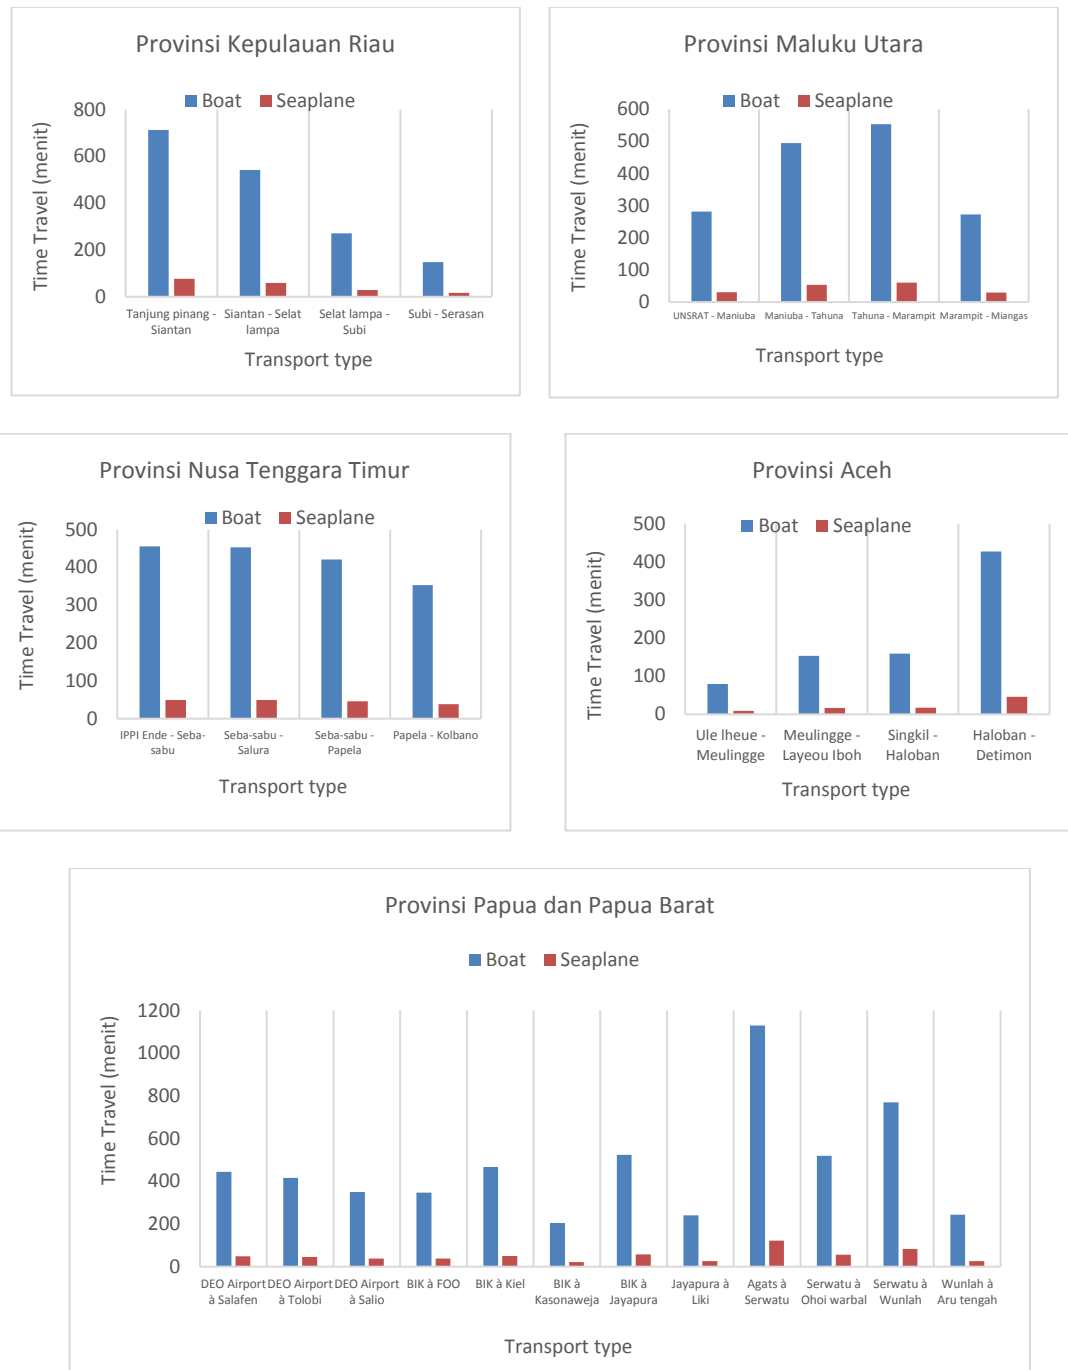 Provinsi Kepulauan Riau
Boat Seaplane
Time Travel (menit)
800
600
400
200
0
Tanjung pinang - Siantan - Selat Selat lampa - Subi - Serasan
Siantan lampa Subi
Transport type
Provinsi Maluku Utara
Boat Seaplane
Time Travel (menit)
600
500
400
300
200
100
0
UNSRAT - Maniuba Maniuba - Tahuna Tahuna - Marampit Marampit - Miangas
Transport type
Provinsi Nusa Tenggara Timur
Boat Seaplane
Time Travel (menit)
500
400
300
200
100
0
IPPI Ende - Seba- Seba-sabu - Seba-sabu - Papela - Kolbano
sabu Salura Papela
Transport type
Provinsi Aceh
Boat Seaplane
Time Travel (menit)
500
400
300
200
100
0
Ule lheue - Meulingge - Singkil - Haloban -
Meulingge Layeou Iboh Haloban Detimon
Transport type
Provinsi Papua dan Papua Barat
Boat Seaplane
Time Travel (menit)
1200
1000
800
600
400
200
0
DEO Airport DEO Airport DEO Airport BIK à FOO BIK à Kiel BIK à BIK à Jayapura à Agats à Serwatu à Serwatu à Wunlah à
à Salafen à Tolobi à Salio Kasonaweja Jayapura Liki Serwatu Ohoi warbal Wunlah Aru tengah
Transport type